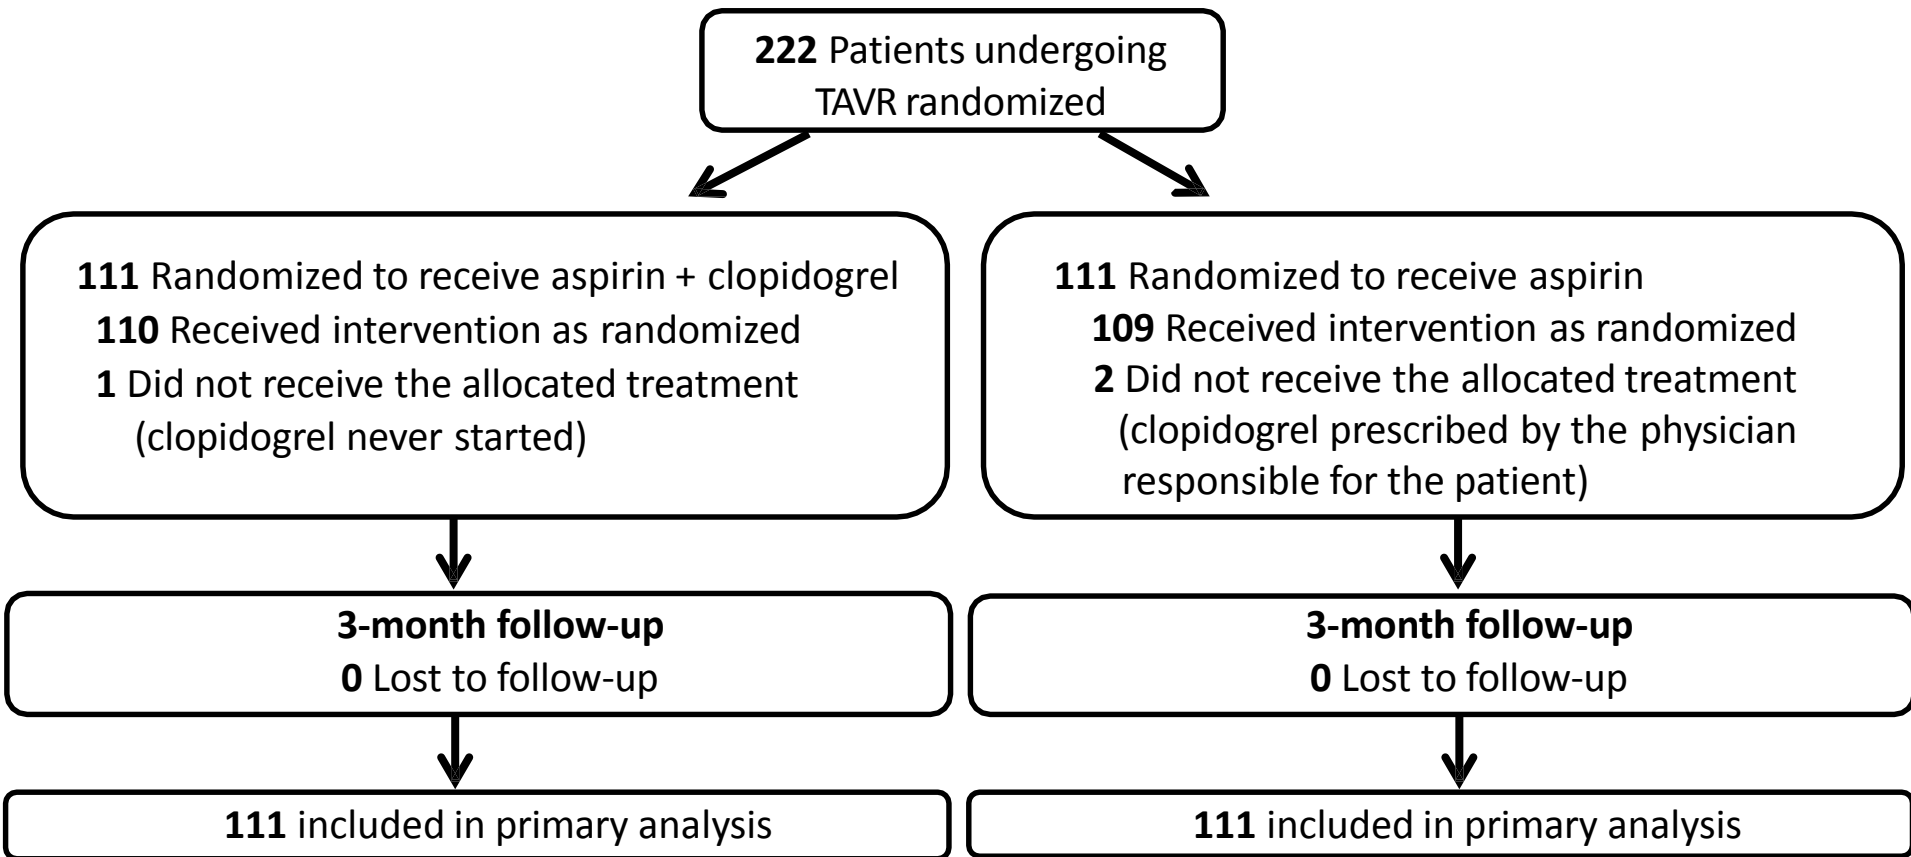 222 Patients undergoing
TAVR randomized
111 Randomized to receive aspirin + clopidogrel
110 Received intervention as randomized
1 Did not receive the allocated treatment
(clopidogrel never started)
111 Randomized to receive aspirin
109 Received intervention as randomized
2 Did not receive the allocated treatment
(clopidogrel prescribed by the physician
responsible for the patient)
3-month follow-up
0 Lost to follow-up
3-month follow-up
0 Lost to follow-up
111 included in primary analysis
111 included in primary analysis